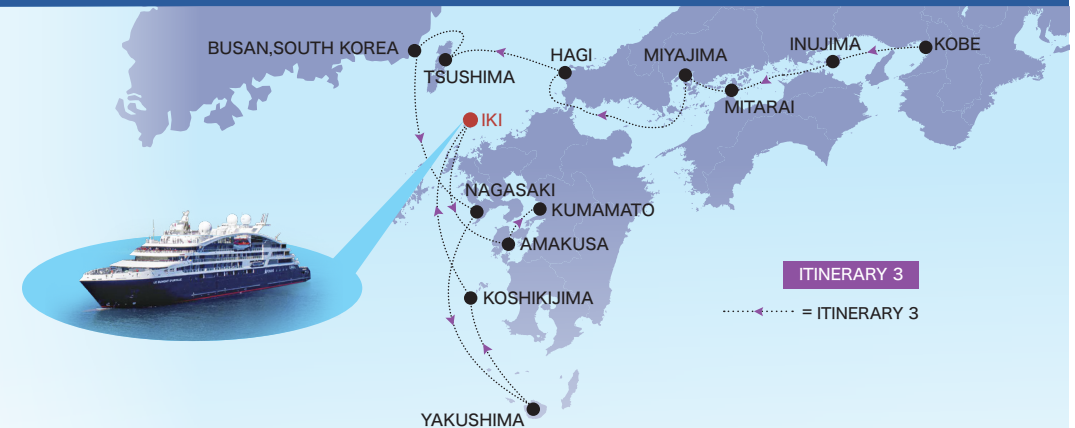 BUSAN,SOUTH KOREA
TSUSHIMA
HAGI
MIYAJIMA
INUJIMA
KOBE
MITARAI
IKI
NAGASAKI
KUMAMATO
AMAKUSA
KOSHIKIJIMA
YAKUSHIMA
ITINERARY 3
= ITINERARY 3